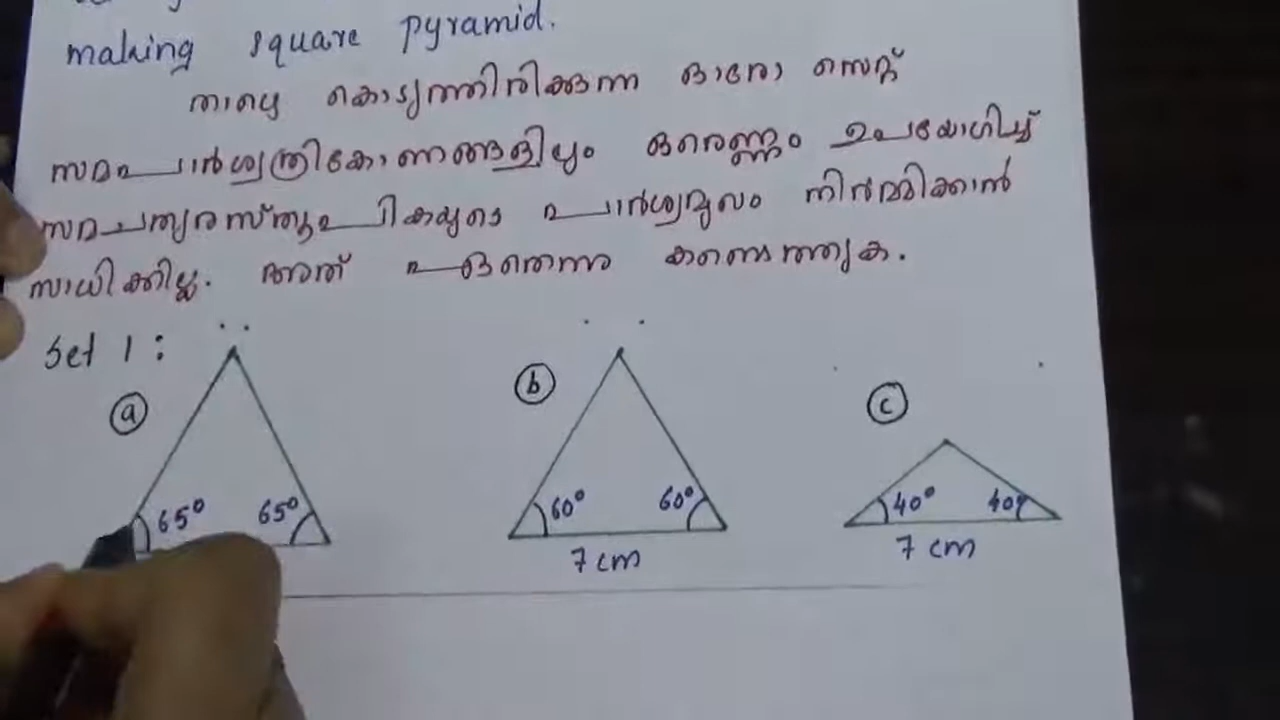 making square pyramid.
താഴെ കൊടുത്തിരിക്കുന്ന ഓരോ സെറ്റ്
സമപാർശ്വത്രികോണങ്ങളിലും ഒരെണ്ണം ഉപയോഗിച്ച്
സമചതുരസ്തൂപികയുടെ പാർശ്വമുഖം നിർമ്മിക്കാൻ
സാധിക്കില്ല. അത് ഏതെന്ന് കണ്ടെത്തുക.
Set 1 :
a
b
c
65° 65°
60° 60°
40° 40°
7 cm
7 cm